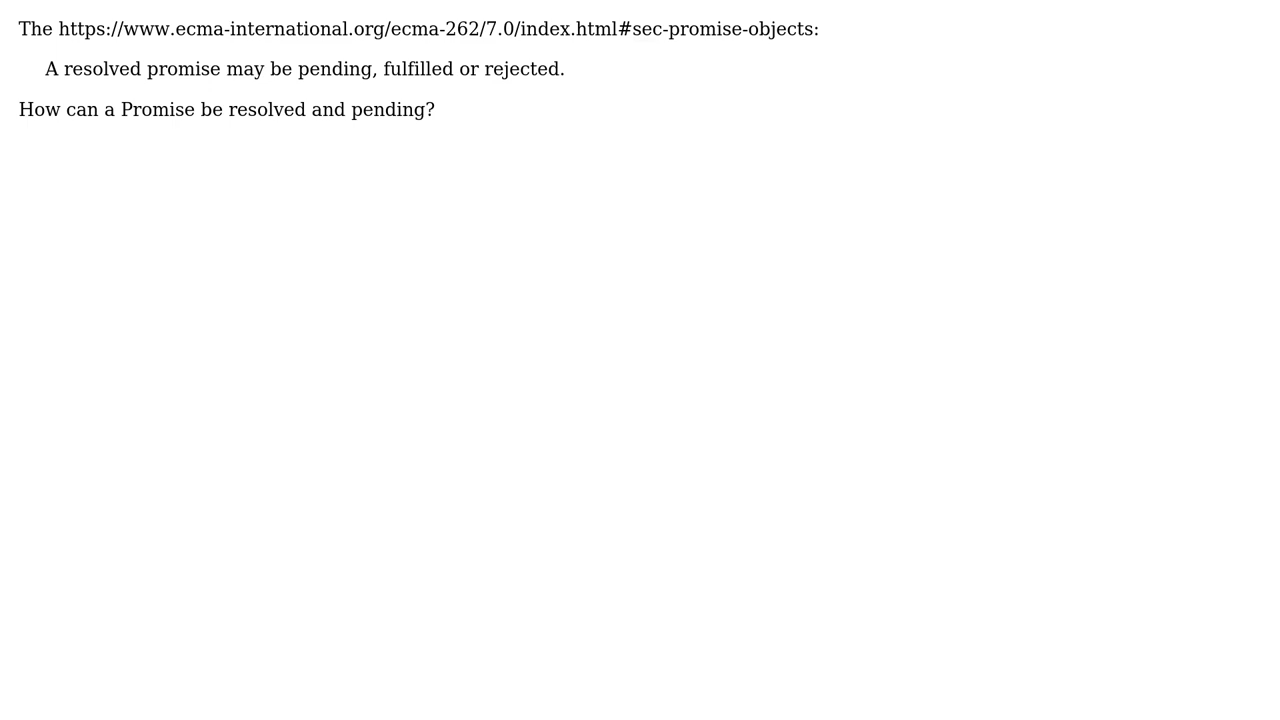 The https://www.ecma-international.org/ecma-262/7.0/index.html#sec-promise-objects:
A resolved promise may be pending, fulfilled or rejected.
How can a Promise be resolved and pending?